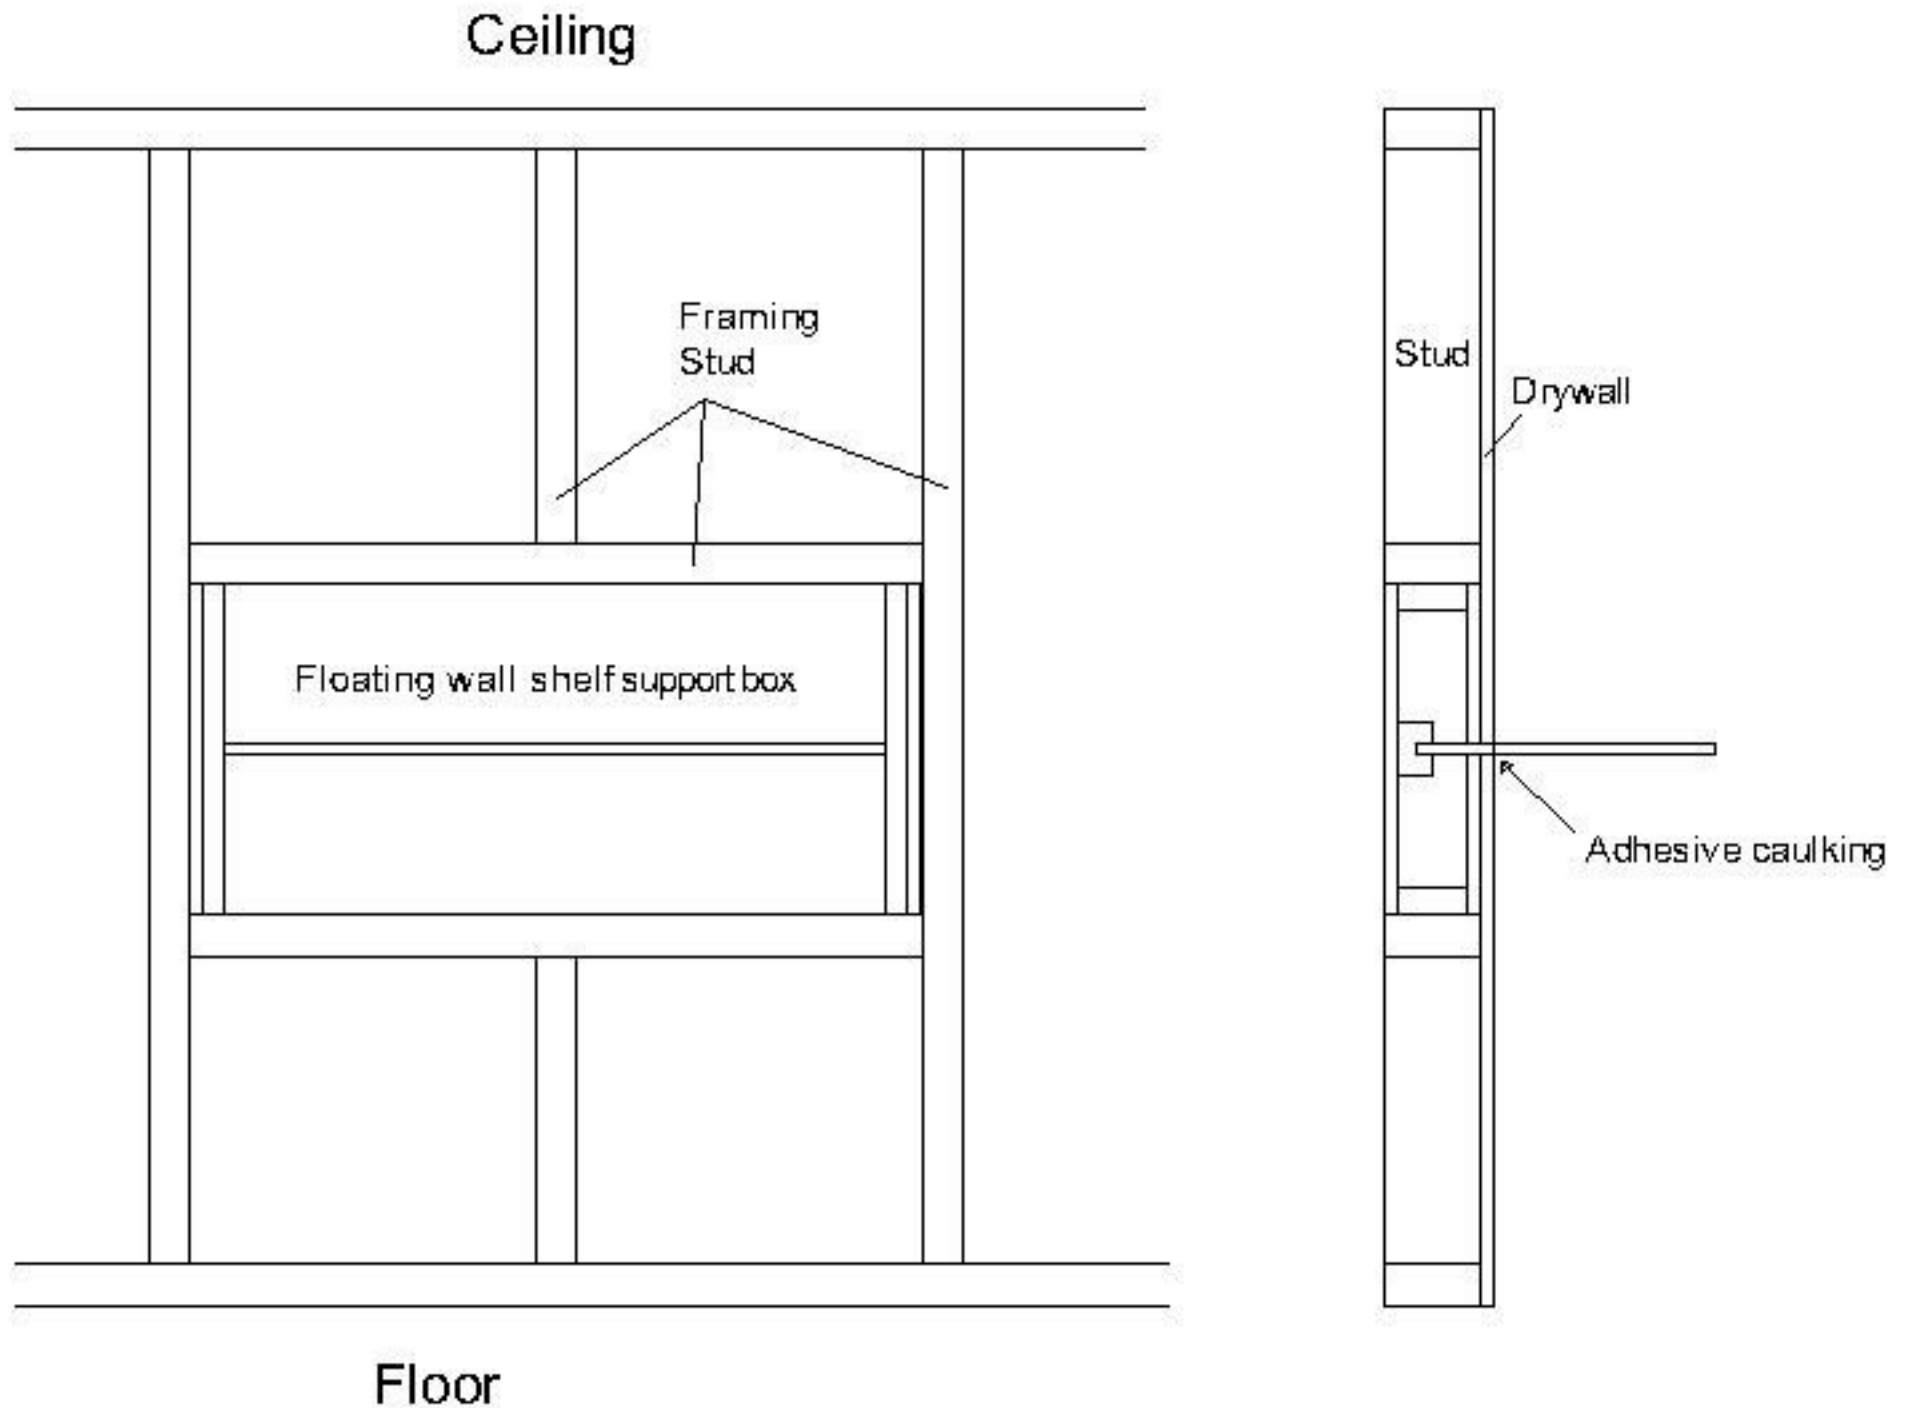 Ceiling
Framing
Stud
Stud
Drywall
Floating wall shelf support box
Adhesive caulking
Floor